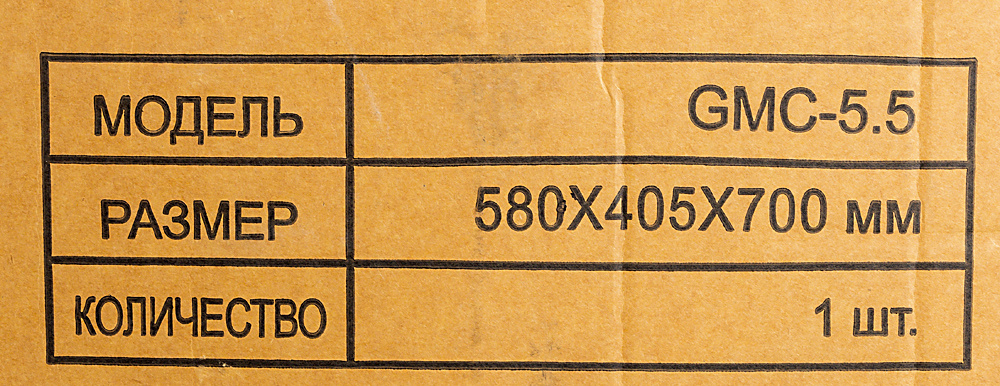 МОДЕЛЬ GMC-5.5
РАЗМЕР 580X405X700 мм
КОЛИЧЕСТВО 1 шт.